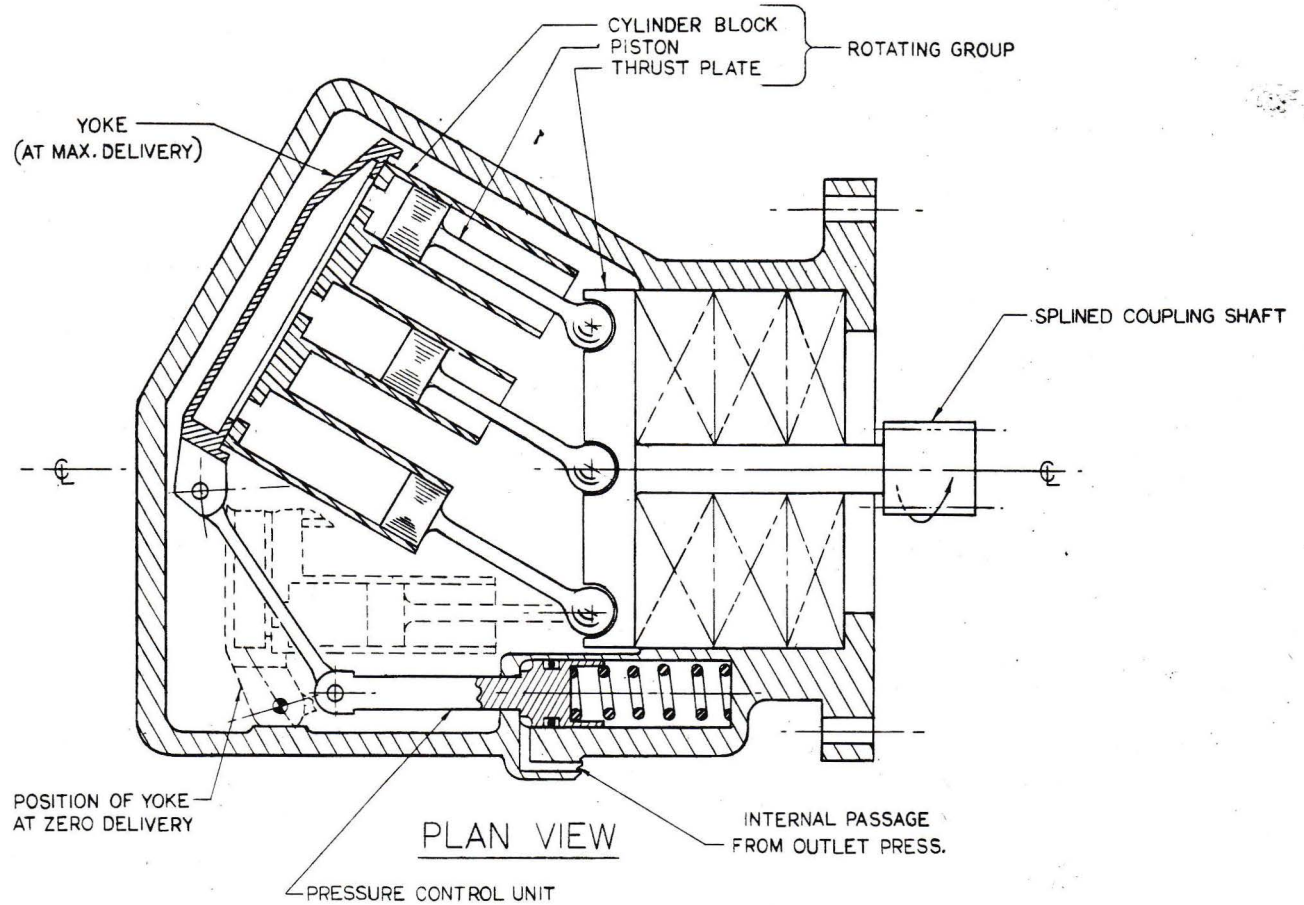 CYLINDER BLOCK
PISTON
THRUST PLATE
ROTATING GROUP
YOKE
(AT MAX. DELIVERY)
SPLINED COUPLING SHAFT
℄
℄
POSITION OF YOKE
AT ZERO DELIVERY
PLAN VIEW
INTERNAL PASSAGE
FROM OUTLET PRESS.
PRESSURE CONTROL UNIT